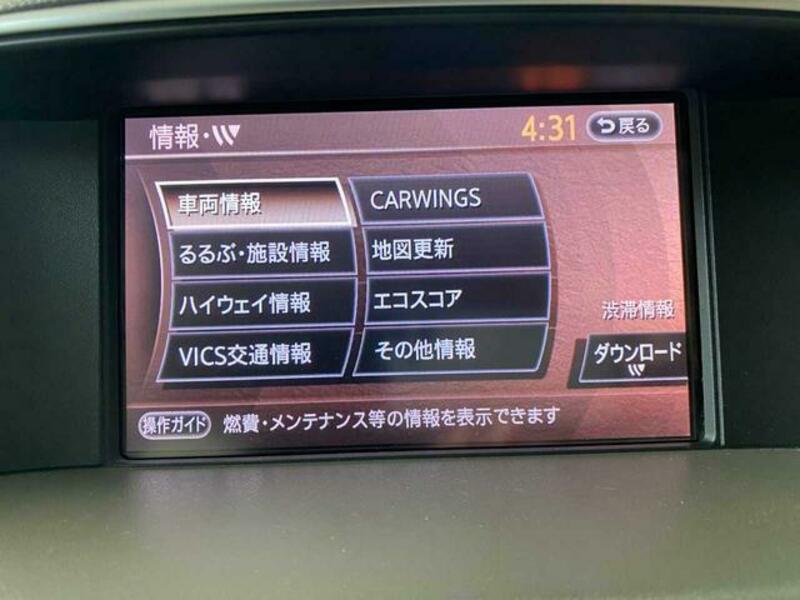 情報・
4:31
戻る
車両情報
CARWINGS
るるぶ・施設情報
地図更新
ハイウェイ情報
エコスコア
VICS交通情報
その他情報
渋滞情報
ダウンロード
操作ガイド
燃費・メンテナンス等の情報を表示できます